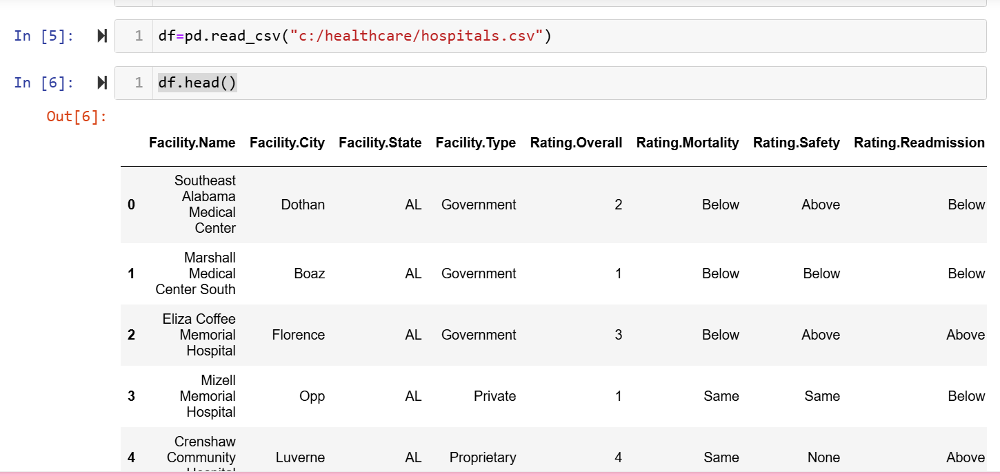 In [5]: 1 df=pd.read_csv("c:/healthcare/hospitals.csv")
In [6]: 1 df.head()
Out[6]:
Facility.Name Facility.City Facility.State Facility.Type Rating.Overall Rating.Mortality Rating.Safety Rating.Readmission
Southeast
Alabama
0 Dothan AL Government 2 Below Above Below
Medical
Center
Marshall
1 Medical Boaz AL Government 1 Below Below Below
Center South
Eliza Coffee
2 Memorial Florence AL Government 3 Below Above Above
Hospital
Mizell
3 Memorial Opp AL Private 1 Same Same Below
Hospital
Crenshaw
4 Community Luverne AL Proprietary 4 Same None Above